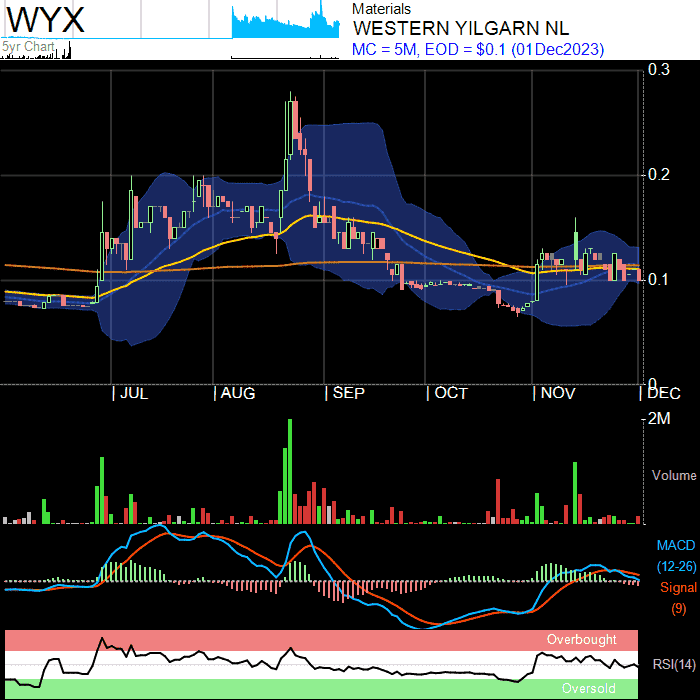 WYX
5yr Chart
Materials
WESTERN YILGARN NL
MC = 5M, EOD = $0.1 (01Dec2023)
0.3
0.2
0.1
0
JUL
AUG
SEP
OCT
NOV
DEC
2M
Volume
MACD
(12-26)
Signal
(9)
Overbought
RSI(14)
Oversold